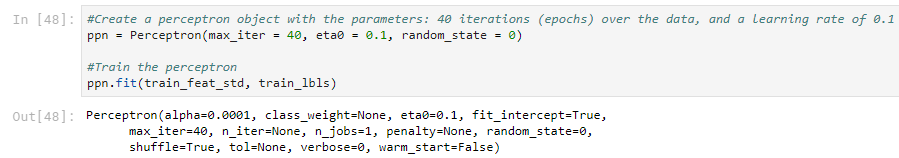 In [48]: #Create a perceptron object with the parameters: 40 iterations (epochs) over the data, and a learning rate of 0.1
ppn = Perceptron(max_iter = 40, eta0 = 0.1, random_state = 0)
#Train the perceptron
ppn.fit(train_feat_std, train_lbls)
Out[48]: Perceptron(alpha=0.0001, class_weight=None, eta0=0.1, fit_intercept=True,
max_iter=40, n_iter=None, n_jobs=1, penalty=None, random_state=0,
shuffle=True, tol=None, verbose=0, warm_start=False)